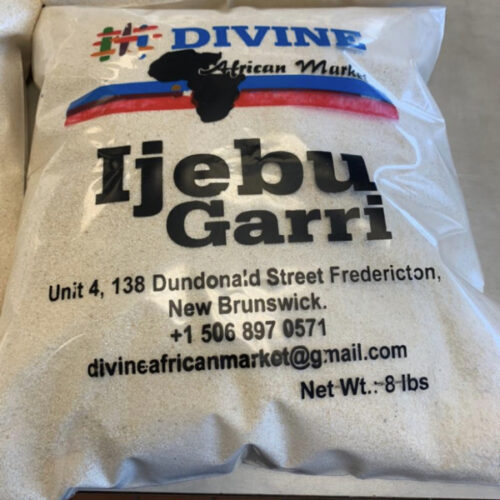 DIVINE
African Market
Ijebu
Garri
Unit 4, 138 Dundonald Street Fredericton,
New Brunswick.
+1 506 897 0571
divineafricanmarket@gmail.com
Net Wt.: 8 lbs